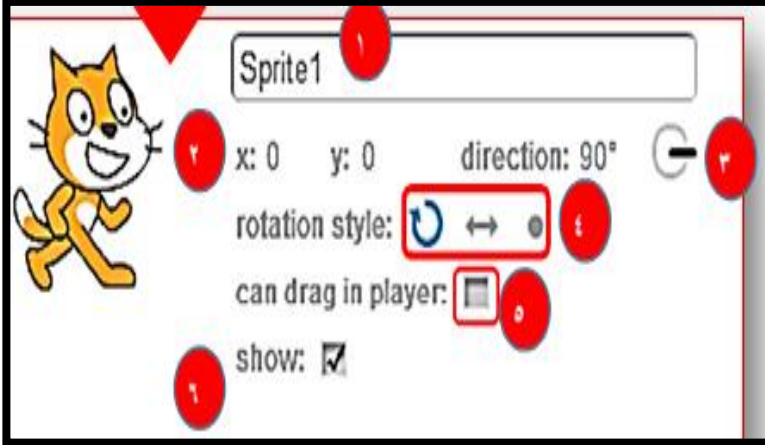 ١
Sprite1
٢ x: 0 y: 0 direction: 90° ٣
rotation style: ٤
can drag in player: ٥
٦ show: